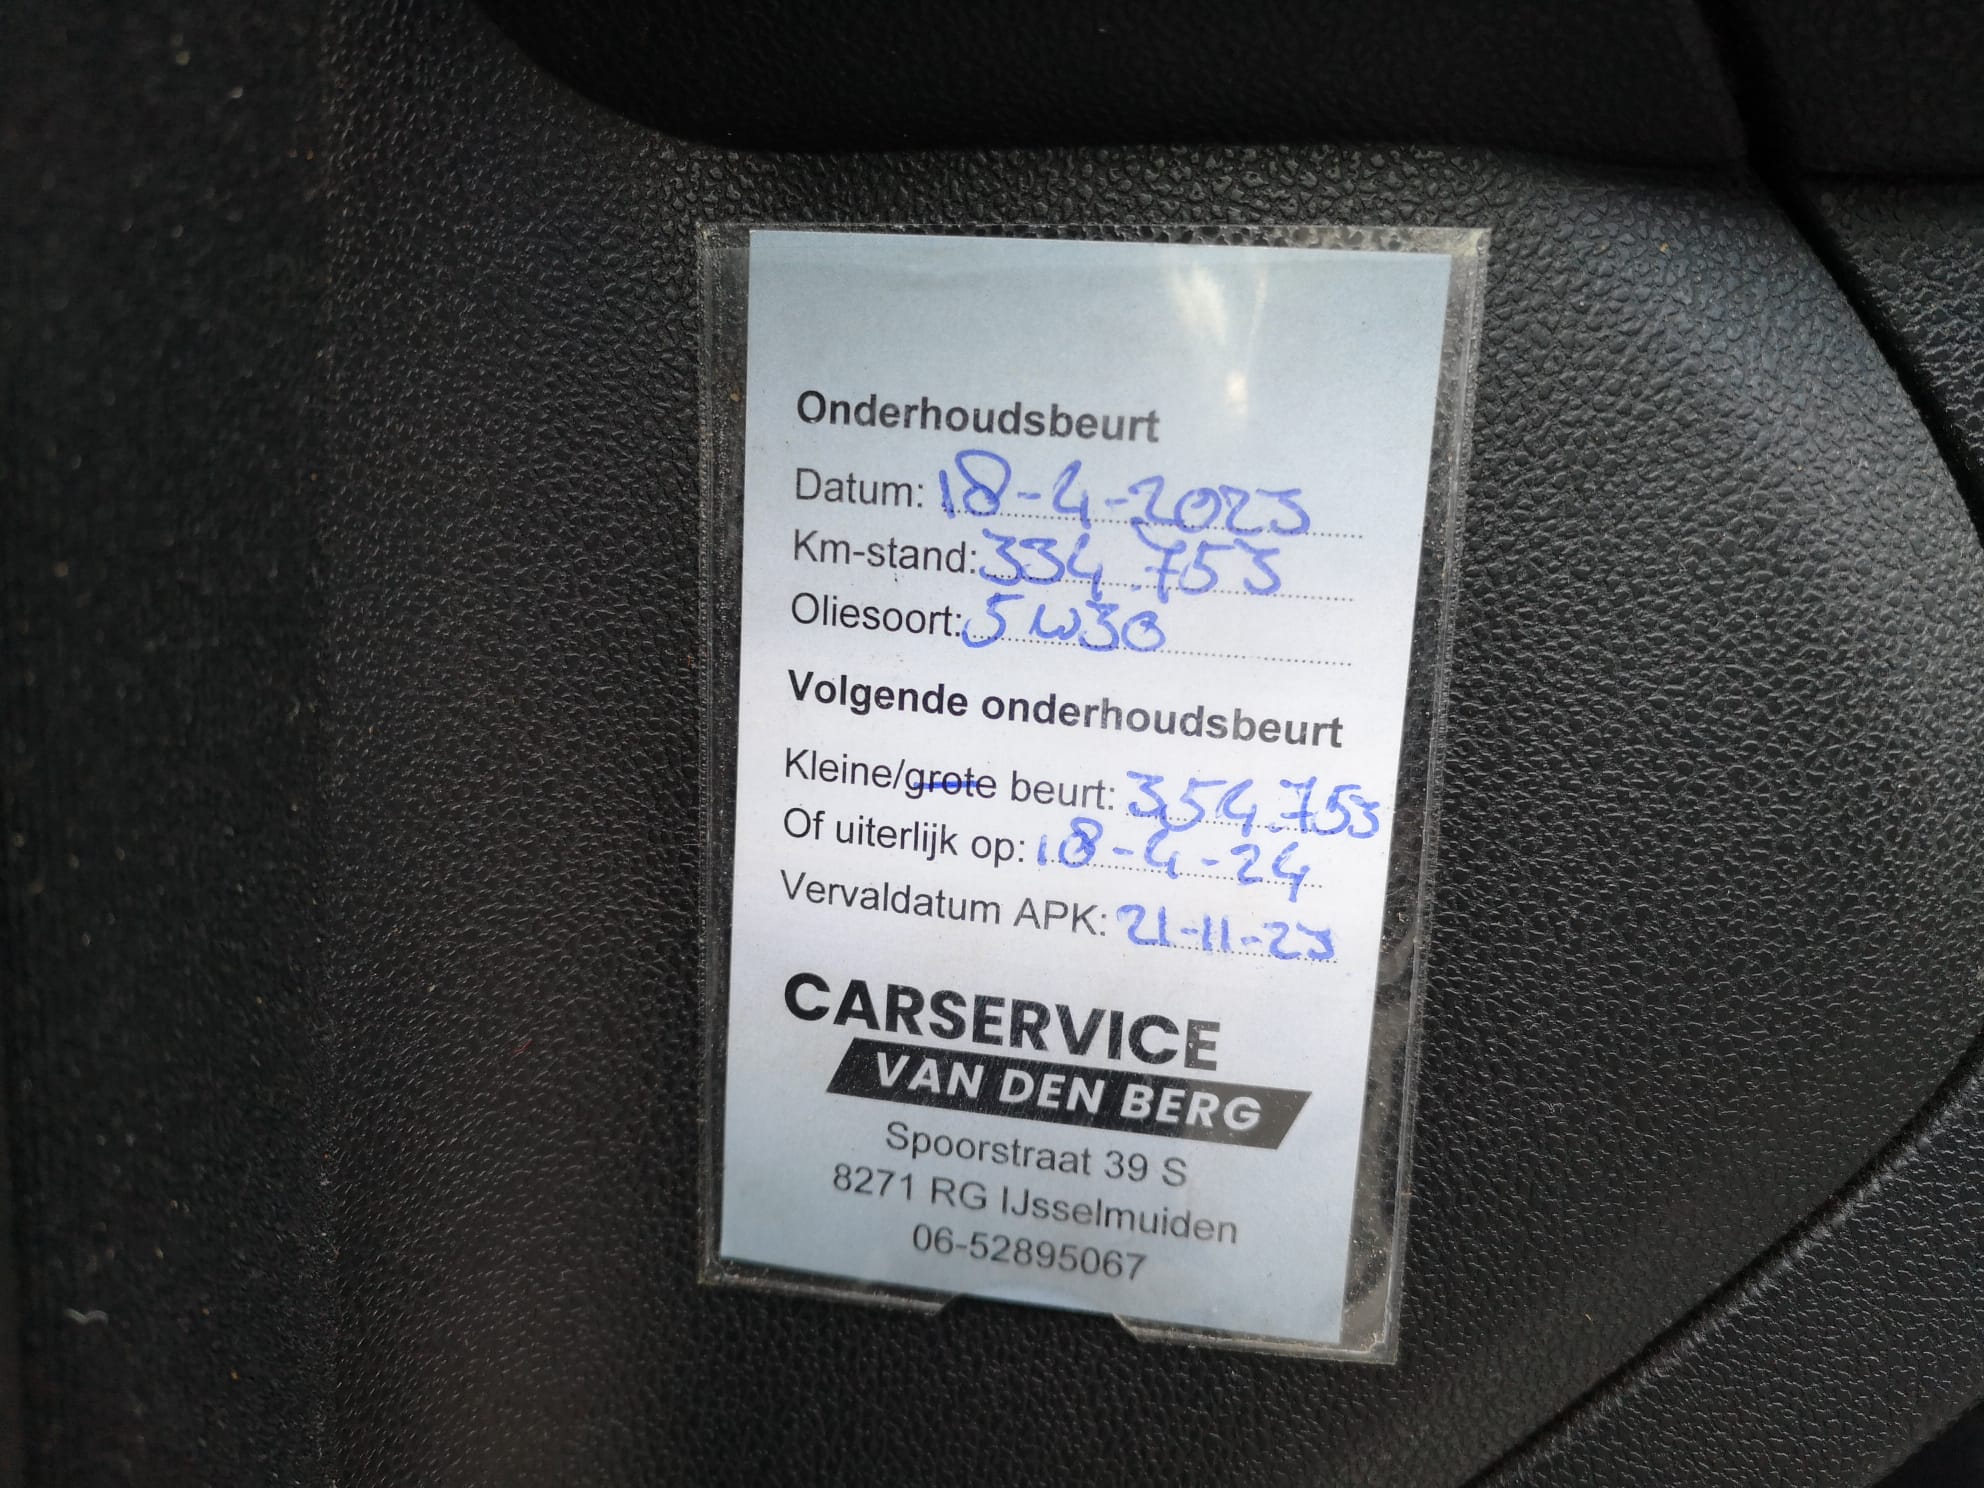 Onderhoudsbeurt
Datum: 18-4-2023
Km-stand: 334.753
Oliesoort: 5W30
Volgende onderhoudsbeurt
Kleine/grote beurt: 354.753
Of uiterlijk op: 18-4-24
Vervaldatum APK: 21-11-23
CARSERVICE
VAN DEN BERG
Spoorstraat 39 S
8271 RG IJsselmuiden
06-52895067